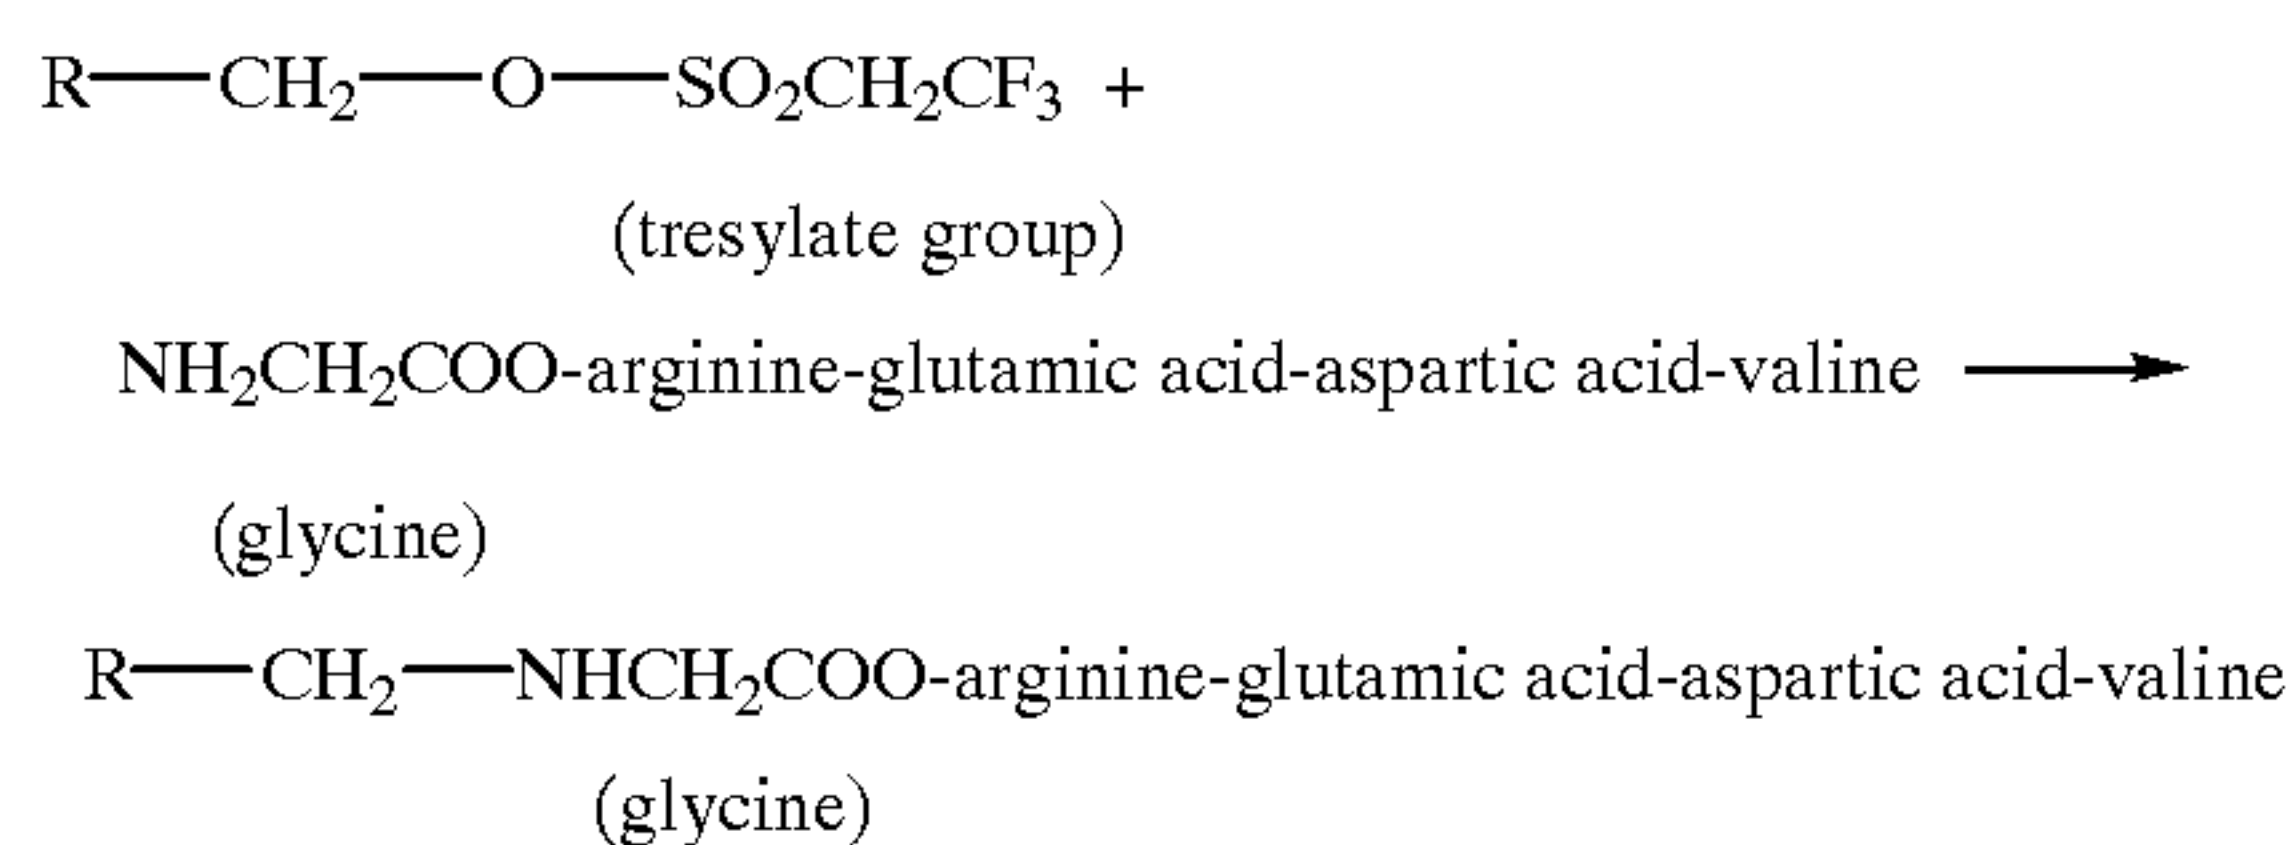 R—CH₂—O—SO₂CH₂CF₃ +
(tresylate group)
NH₂CH₂COO-arginine-glutamic acid-aspartic acid-valine ⟶
(glycine)
R—CH₂—NHCH₂COO-arginine-glutamic acid-aspartic acid-valine
(glycine)